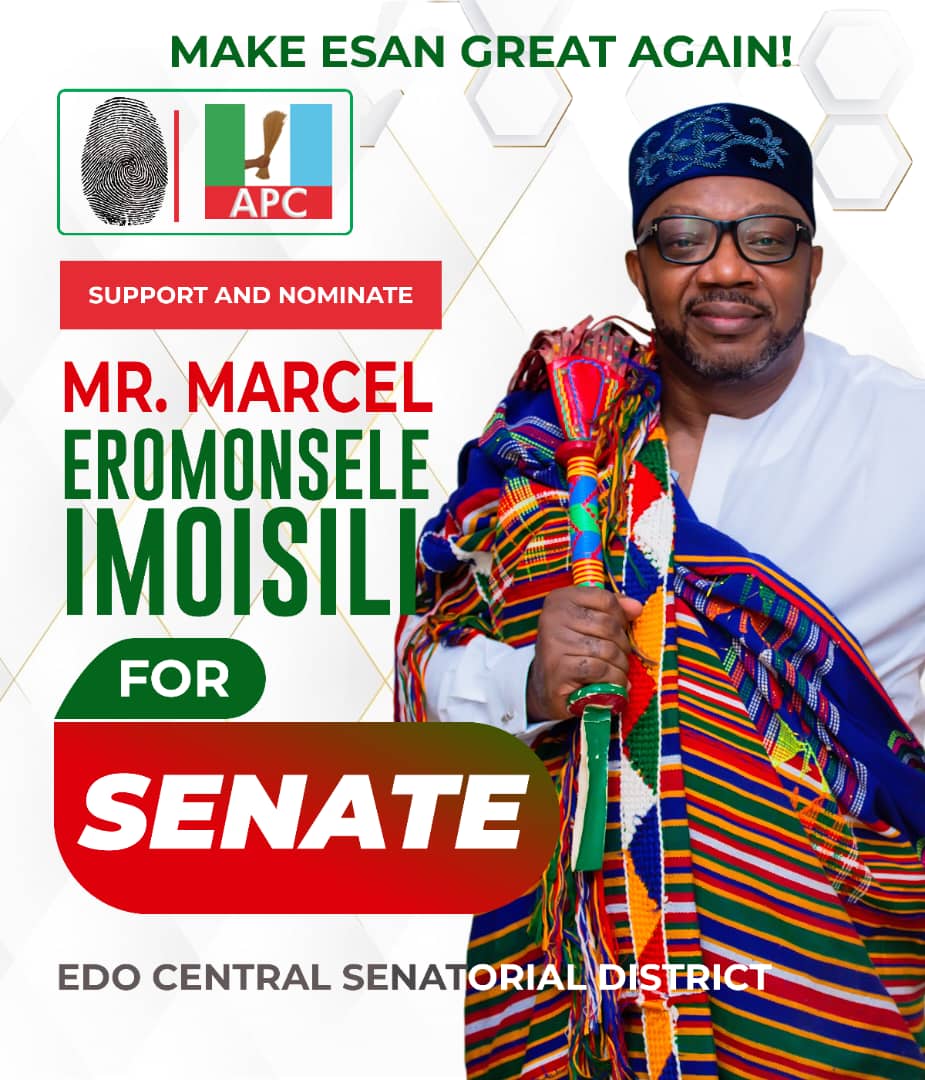 MAKE ESAN GREAT AGAIN!
APC
SUPPORT AND NOMINATE
MR. MARCEL
EROMONSELE
IMOISILI
FOR
SENATE
EDO CENTRAL SENATORIAL DISTRICT